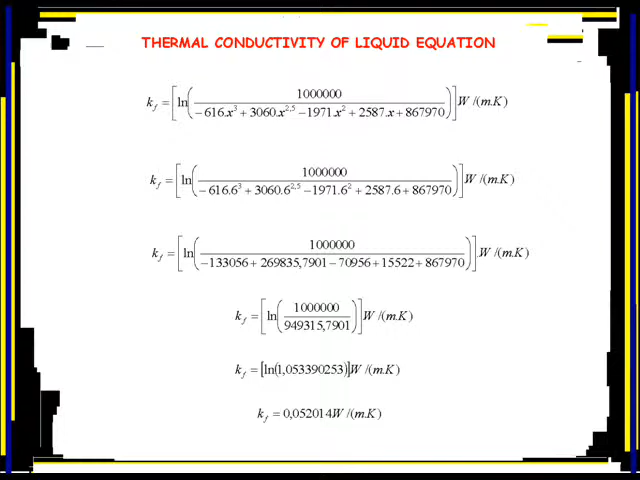 THERMAL CONDUCTIVITY OF LIQUID EQUATION
k_f = [ln(1000000 / (−616.x^3 + 3060.x^2,5 − 1971.x^2 + 2587.x + 867970))] W/(m.K)
k_f = [ln(1000000 / (−616.6^3 + 3060.6^2,5 − 1971.6^2 + 2587.6 + 867970))] W/(m.K)
k_f = [ln(1000000 / (−133056 + 269835,7901 − 70956 + 15522 + 867970))] W/(m.K)
k_f = [ln(1000000 / 949315,7901)] W/(m.K)
k_f = [ln(1,053390253)] W/(m.K)
k_f = 0,052014 W/(m.K)